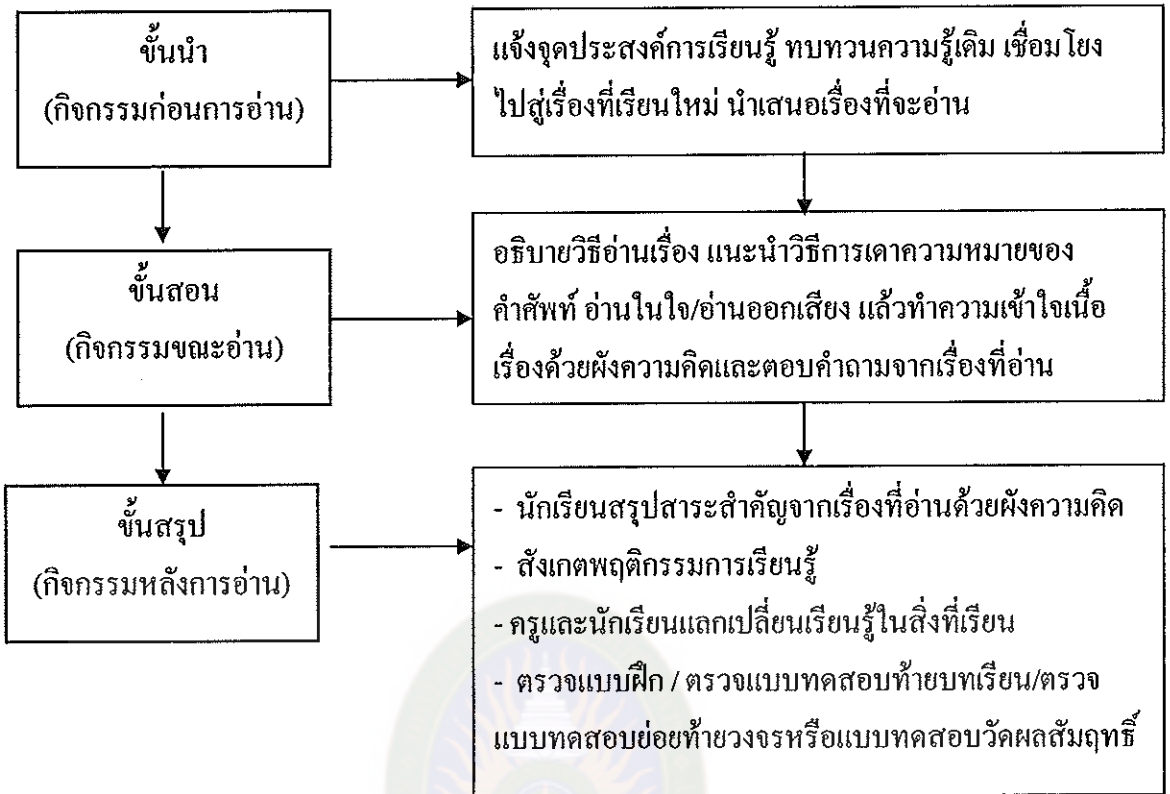 ขั้นนำ
(กิจกรรมก่อนการอ่าน)
แจ้งจุดประสงค์การเรียนรู้ ทบทวนความรู้เดิม เชื่อมโยง
ไปสู่เรื่องที่เรียนใหม่ นำเสนอเรื่องที่จะอ่าน
ขั้นสอน
(กิจกรรมขณะอ่าน)
อธิบายวิธีอ่านเรื่อง แนะนำวิธีการเดาความหมายของ
คำศัพท์ อ่านในใจ/อ่านออกเสียง แล้วทำความเข้าใจเนื้อ
เรื่องด้วยผังความคิดและตอบคำถามจากเรื่องที่อ่าน
ขั้นสรุป
(กิจกรรมหลังการอ่าน)
- นักเรียนสรุปสาระสำคัญจากเรื่องที่อ่านด้วยผังความคิด
- สังเกตพฤติกรรมการเรียนรู้
- ครูและนักเรียนแลกเปลี่ยนเรียนรู้ในสิ่งที่เรียน
- ตรวจแบบฝึก / ตรวจแบบทดสอบท้ายบทเรียน/ตรวจ
แบบทดสอบย่อยท้ายวงจรหรือแบบทดสอบวัดผลสัมฤทธิ์